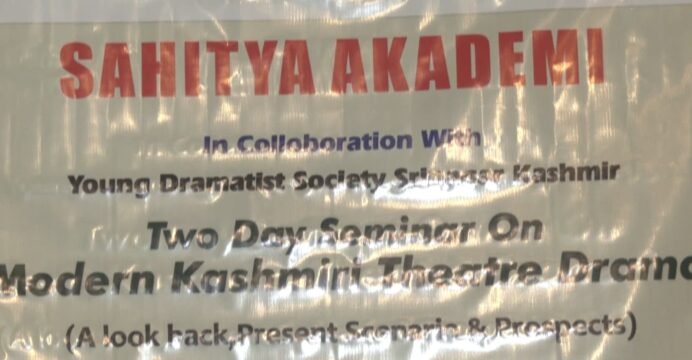 SAHITYA AKADEMI
In Colloboration With
Young Dramatist Society Srinagar Kashmir
Two Day Seminar On
Modern Kashmiri Theatre Drama
(A look back,Present Scenario & Prospects)